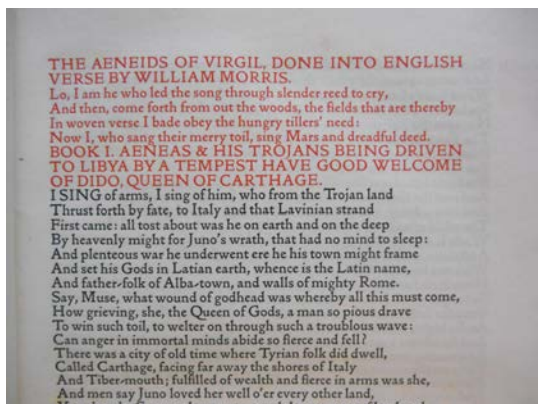 THE AENEIDS OF VIRGIL, DONE INTO ENGLISH
VERSE BY WILLIAM MORRIS.
Lo, I am he who led the song through slender reed to cry,
And then, come forth from out the woods, the fields that are thereby
In woven verse I bade obey the hungry tillers' need:
Now I, who sang their merry toil, sing Mars and dreadful deed.
BOOK I. AENEAS & HIS TROJANS BEING DRIVEN
TO LIBYA BY A TEMPEST HAVE GOOD WELCOME
OF DIDO, QUEEN OF CARTHAGE.
I SING of arms, I sing of him, who from the Trojan land
Thrust forth by fate, to Italy and that Lavinian strand
First came: all tost about was he on earth and on the deep
By heavenly might for Juno's wrath, that had no mind to sleep:
And plenteous war he underwent ere he his town might frame
And set his Gods in Latian earth, whence is the Latin name,
And father-folk of Alba-town, and walls of mighty Rome.
Say, Muse, what wound of godhead was whereby all this must come,
How grieving, she, the Queen of Gods, a man so pious drave
To win such toil, to welter on through such a troublous wave:
Can anger in immortal minds abide so fierce and fell?
There was a city of old time where Tyrian folk did dwell,
Called Carthage, facing far away the shores of Italy
And Tiber-mouth; fulfilled of wealth and fierce in arms was she,
And men say Juno loved her well o'er every other land,